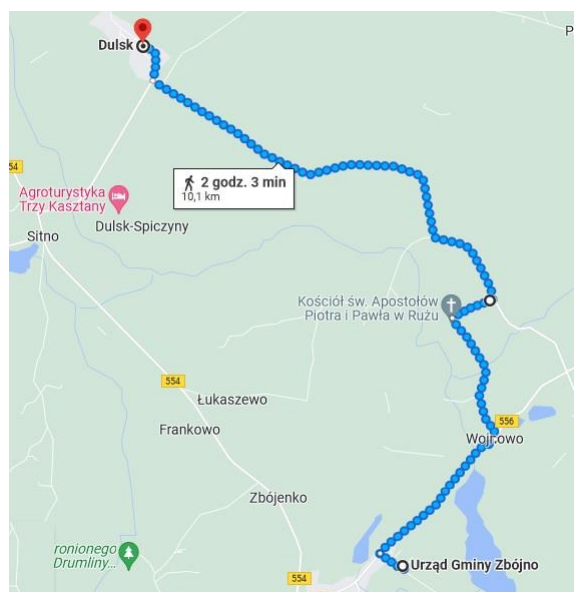 P
Dulsk
554
2 godz. 3 min
10,1 km
Agroturystyka
Trzy Kasztany
Dulsk-Spiczyny
Sitno
Kościół św. Apostołów
Piotra i Pawła w Rużu
554
Łukaszewo
Frankowo
556
Wojnowo
Zbójenko
ronionego
Drumliny...
Urząd Gminy Zbójno
554